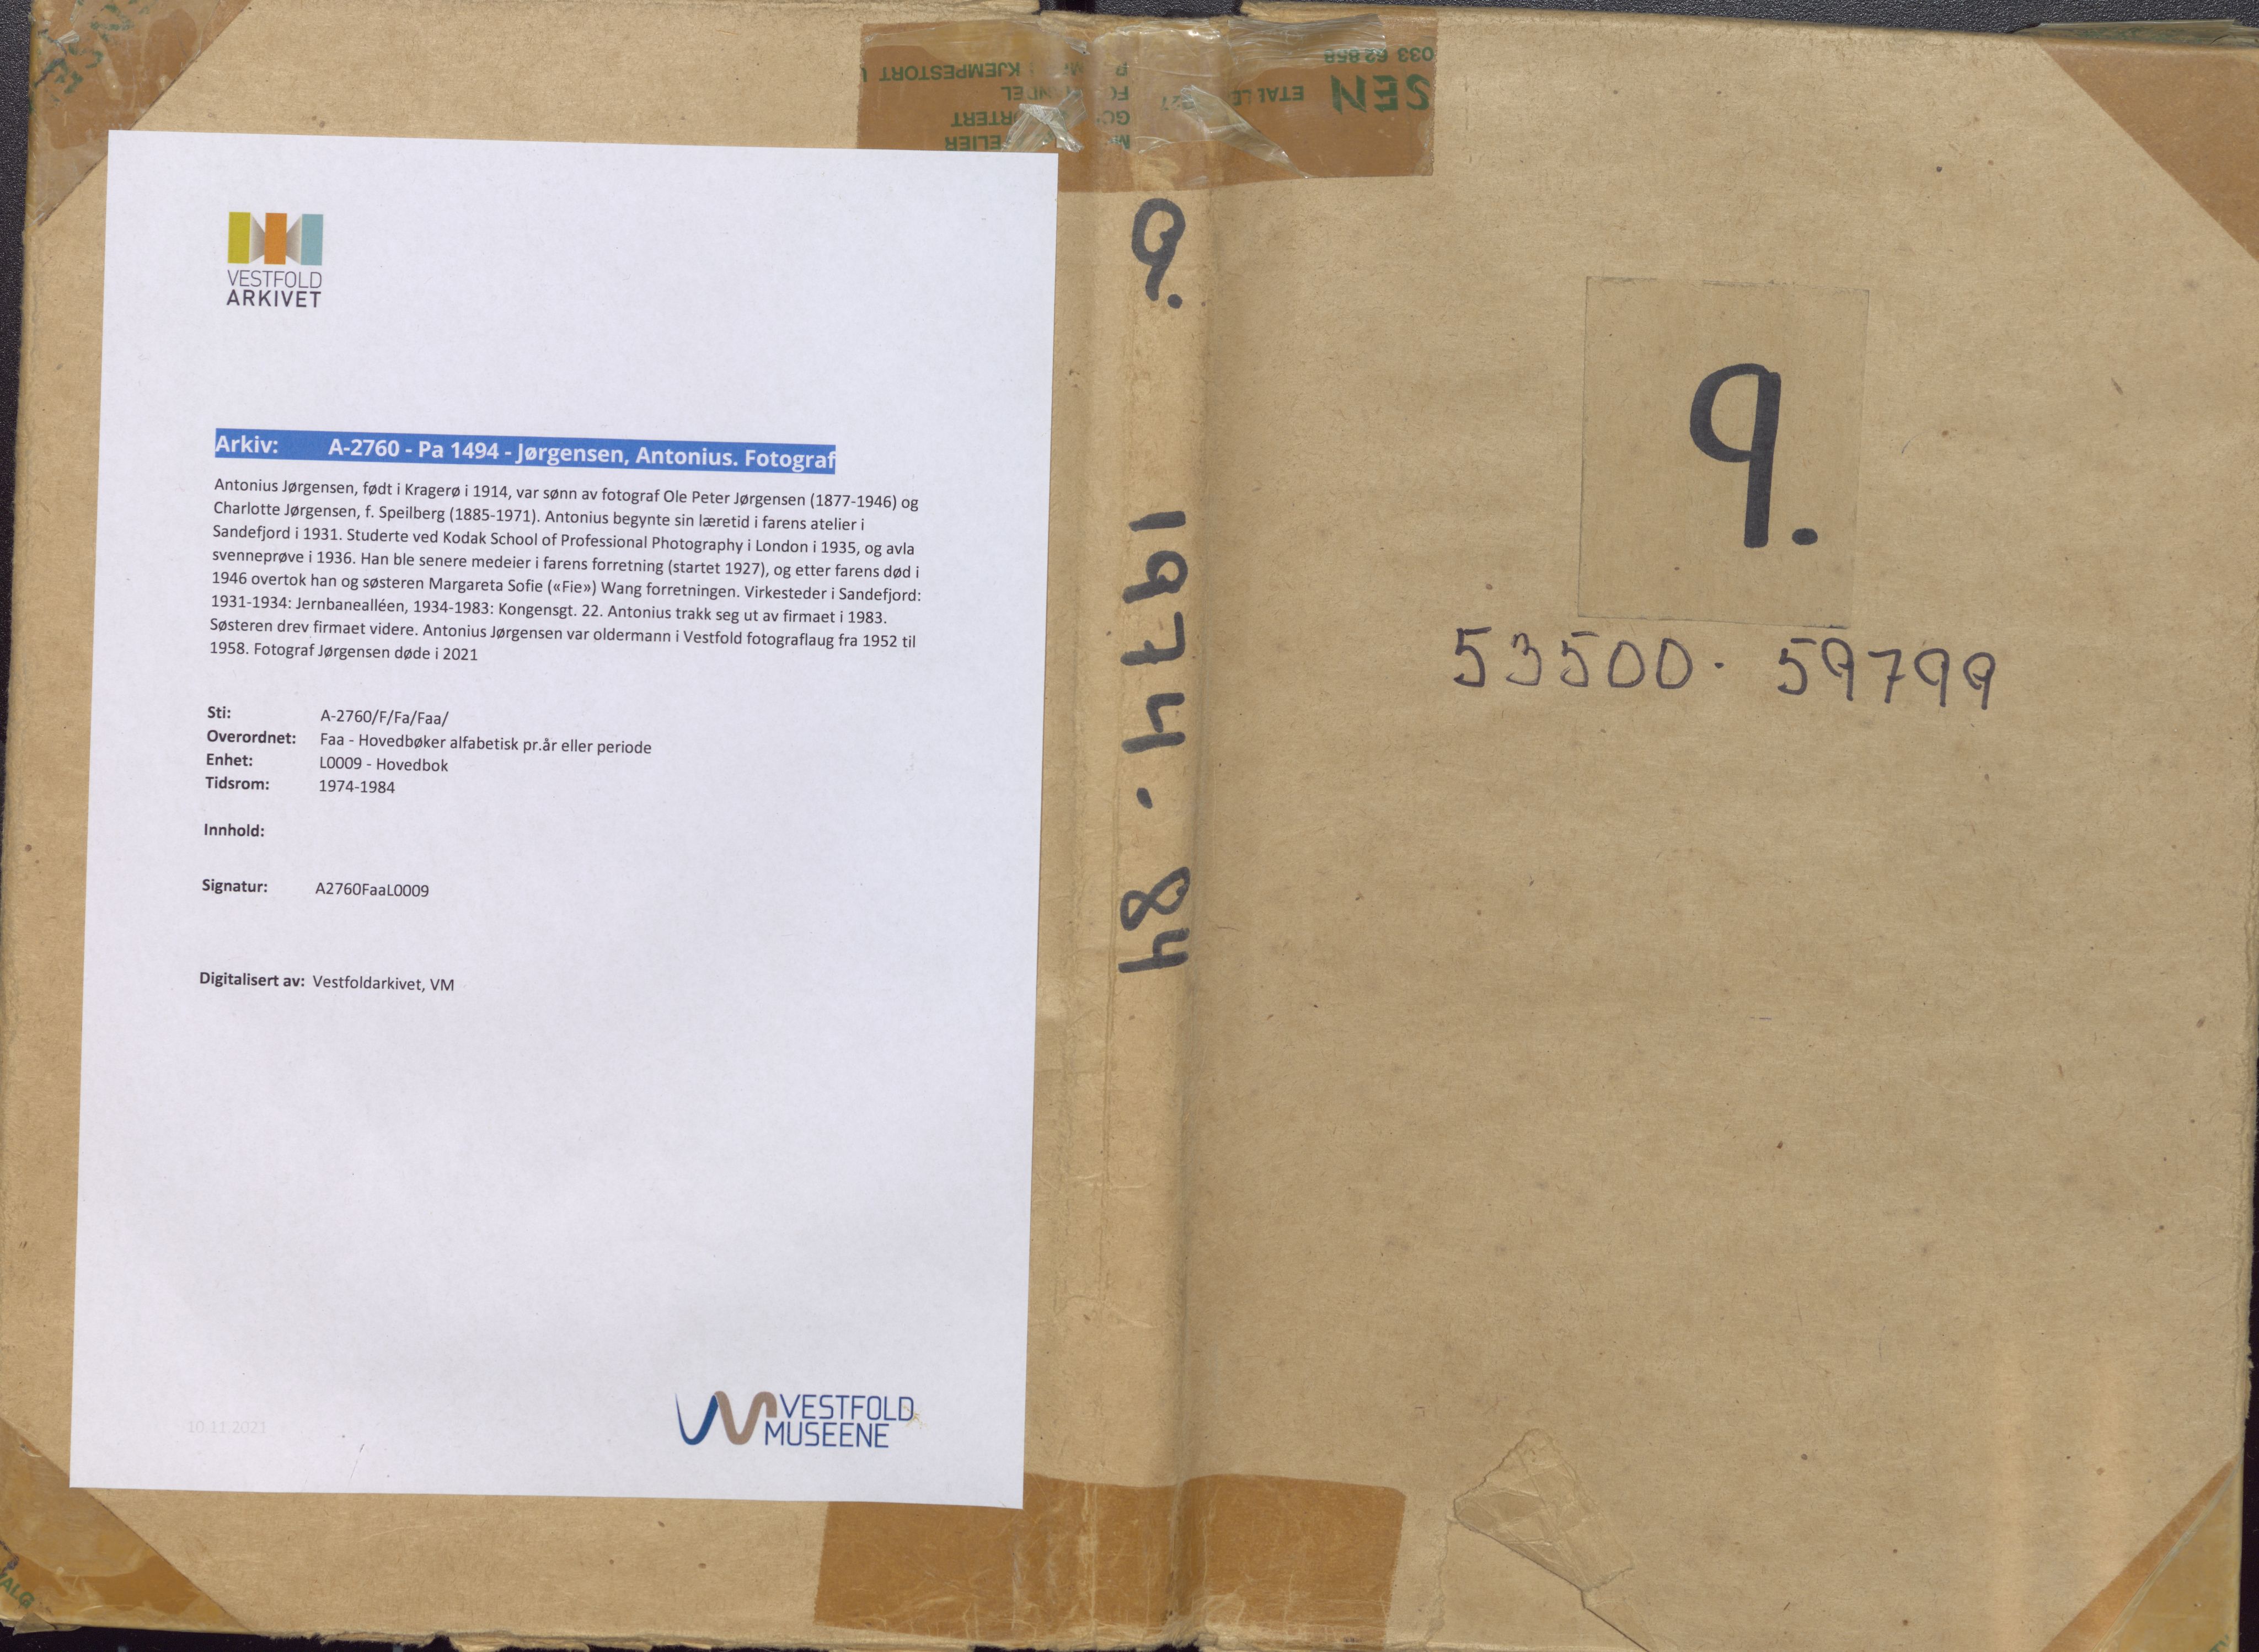 VESTFOLD
ARKIVET
Arkiv: A-2760 - Pa 1494 - Jørgensen, Antonius. Fotograf
Antonius Jørgensen, født i Kragerø i 1914, var sønn av fotograf Ole Peter Jørgensen (1877-1946) og
Charlotte Jørgensen, f. Speilberg (1885-1971). Antonius begynte sin læretid i farens atelier i
Sandefjord i 1931. Studerte ved Kodak School of Professional Photography i London i 1935, og avla
svenneprøve i 1936. Han ble senere medeier i farens forretning (startet 1927), og etter farens død i
1946 overtok han og søsteren Margareta Sofie («Fie») Wang forretningen. Virkesteder i Sandefjord:
1931-1934: Jernbanealléen, 1934-1983: Kongensgt. 22. Antonius trakk seg ut av firmaet i 1983.
Søsteren drev firmaet videre. Antonius Jørgensen var oldermann i Vestfold fotograflaug fra 1952 til
1958. Fotograf Jørgensen døde i 2021
Sti: A-2760/F/Fa/Faa/
Overordnet: Faa - Hovedbøker alfabetisk pr.år eller periode
Enhet: L0009 - Hovedbok
Tidsrom: 1974-1984
Innhold:
Signatur: A2760FaaL0009
Digitalisert av: Vestfoldarkivet, VM
10.11.2021
VESTFOLD
MUSEENE
KJEMPESTORT
033 62 858
SEN
9.
1974 · 84
9.
53500 · 59799